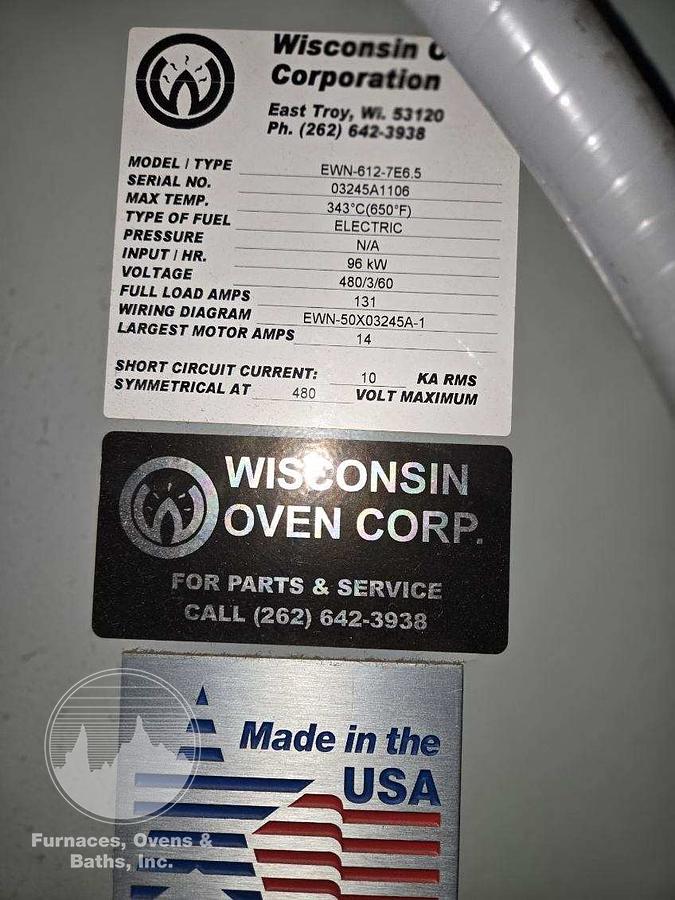 Wisconsin
Corporation
East Troy, Wi. 53120
Ph. (262) 642-3938
MODEL / TYPE EWN-612-7E6.5
SERIAL NO. 03245A1106
MAX TEMP. 343°C(650°F)
TYPE OF FUEL ELECTRIC
PRESSURE N/A
INPUT / HR. 96 kW
VOLTAGE 480/3/60
FULL LOAD AMPS 131
WIRING DIAGRAM EWN-50X03245A-1
LARGEST MOTOR AMPS 14
SHORT CIRCUIT CURRENT: 10 KA RMS
SYMMETRICAL AT 480 VOLT MAXIMUM
WISCONSIN
OVEN CORP.
FOR PARTS & SERVICE
CALL (262) 642-3938
Made in the
USA
Furnaces, Ovens &
Baths, Inc.